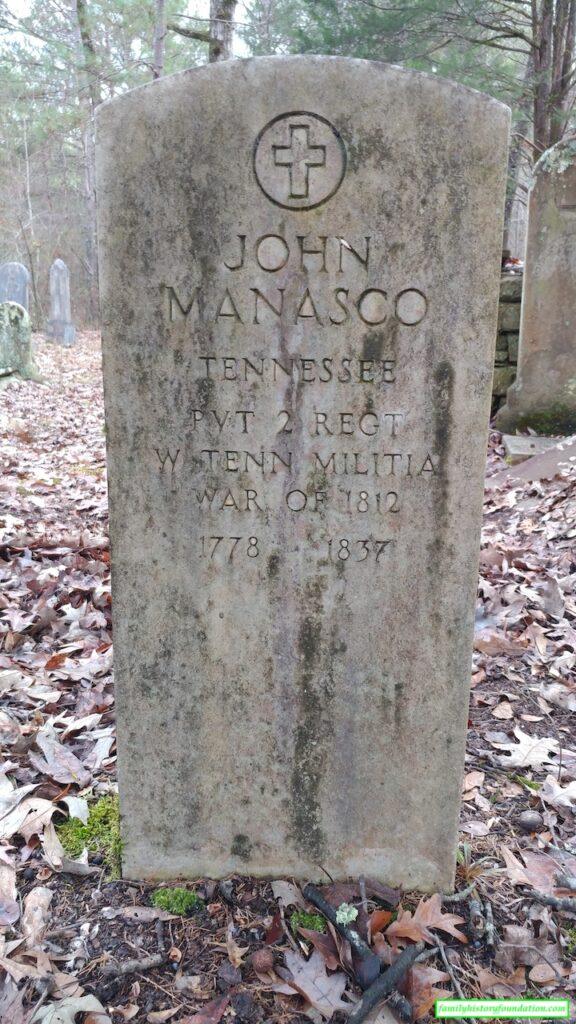 JOHN
MANASCO
TENNESSEE
PVT 2 REGT
W TENN MILITIA
WAR OF 1812
1778 1837
familyhistoryfoundation.com